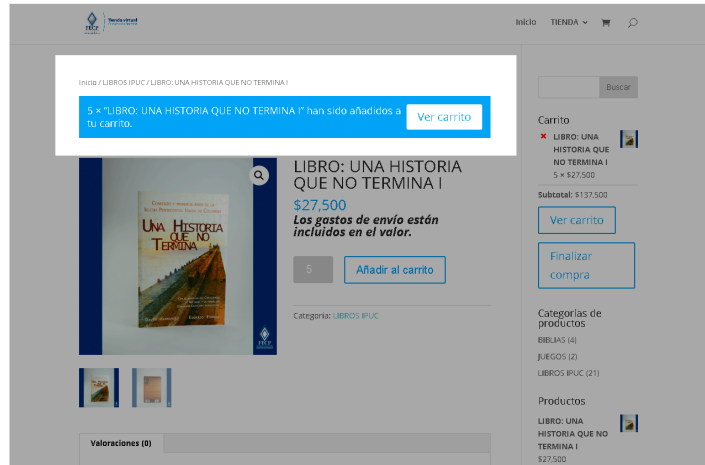 FECP
Tienda virtual
Inicio
TIENDA
Inicio / LIBROS IPUC / LIBRO: UNA HISTORIA QUE NO TERMINA I
5 × “LIBRO: UNA HISTORIA QUE NO TERMINA I” han sido añadidos a
tu carrito.
Ver carrito
LIBRO: UNA HISTORIA
QUE NO TERMINA I
$27,500
Los gastos de envío están
incluidos en el valor.
5
Añadir al carrito
Categoría: LIBROS IPUC
UNA HISTORIA
QUE NO
TERMINA I
FECP
Valoraciones (0)
Buscar
Carrito
× LIBRO: UNA
HISTORIA QUE
NO TERMINA I
5 × $27,500
Subtotal: $137,500
Ver carrito
Finalizar
compra
Categorías de
productos
BIBLIAS (4)
JUEGOS (2)
LIBROS IPUC (21)
Productos
LIBRO: UNA
HISTORIA QUE NO
TERMINA I
$27,500